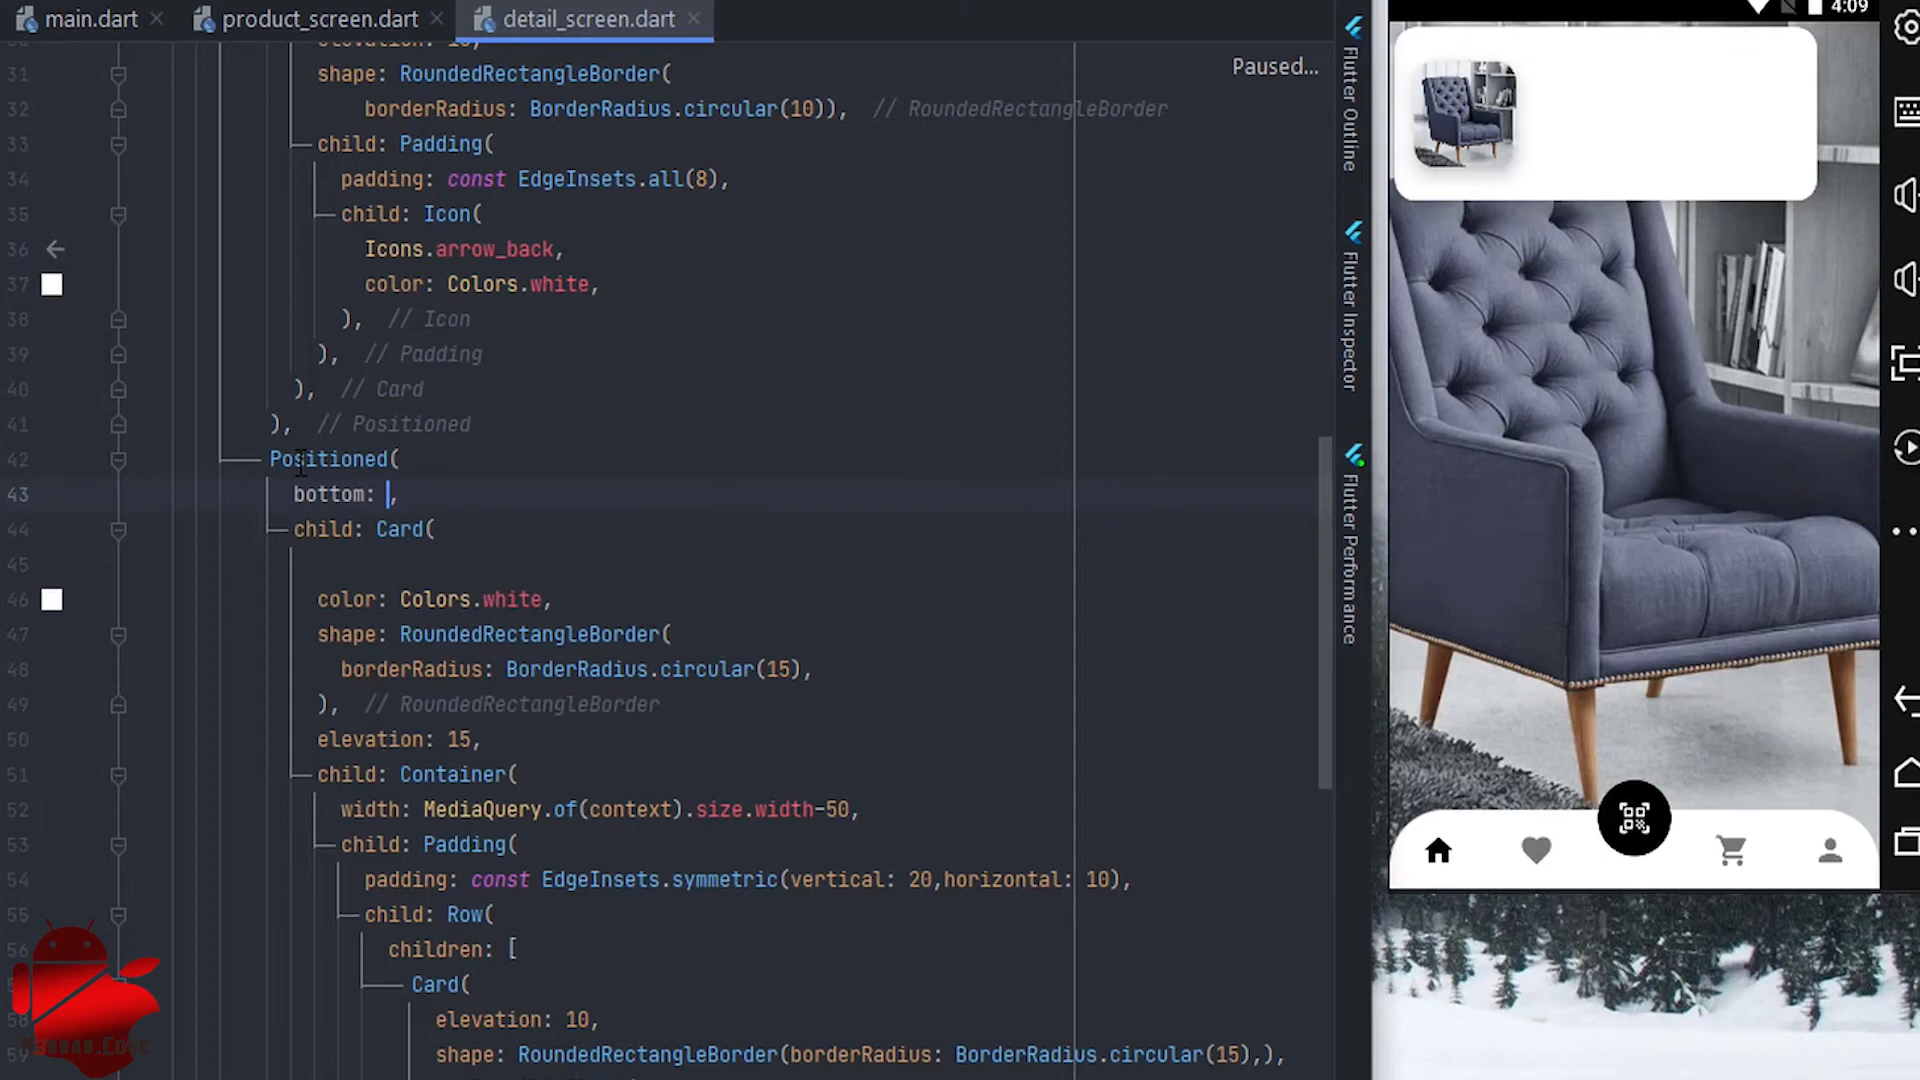 main.dart
product_screen.dart
detail_screen.dart
4:09
Paused...
31 shape: RoundedRectangleBorder(
32 borderRadius: BorderRadius.circular(10)), // RoundedRectangleBorder
33 child: Padding(
34 padding: const EdgeInsets.all(8),
35 child: Icon(
36 Icons.arrow_back,
37 color: Colors.white,
38 ), // Icon
39 ), // Padding
40 ), // Card
41 ), // Positioned
42 Positioned(
43 bottom: ,
44 child: Card(
45
46 color: Colors.white,
47 shape: RoundedRectangleBorder(
48 borderRadius: BorderRadius.circular(15),
49 ), // RoundedRectangleBorder
50 elevation: 15,
51 child: Container(
52 width: MediaQuery.of(context).size.width-50,
53 child: Padding(
54 padding: const EdgeInsets.symmetric(vertical: 20,horizontal: 10),
55 child: Row(
56 children: [
Card(
58 elevation: 10,
59 shape: RoundedRectangleBorder(borderRadius: BorderRadius.circular(15),),
Flutter Outline
Flutter Inspector
Flutter Performance